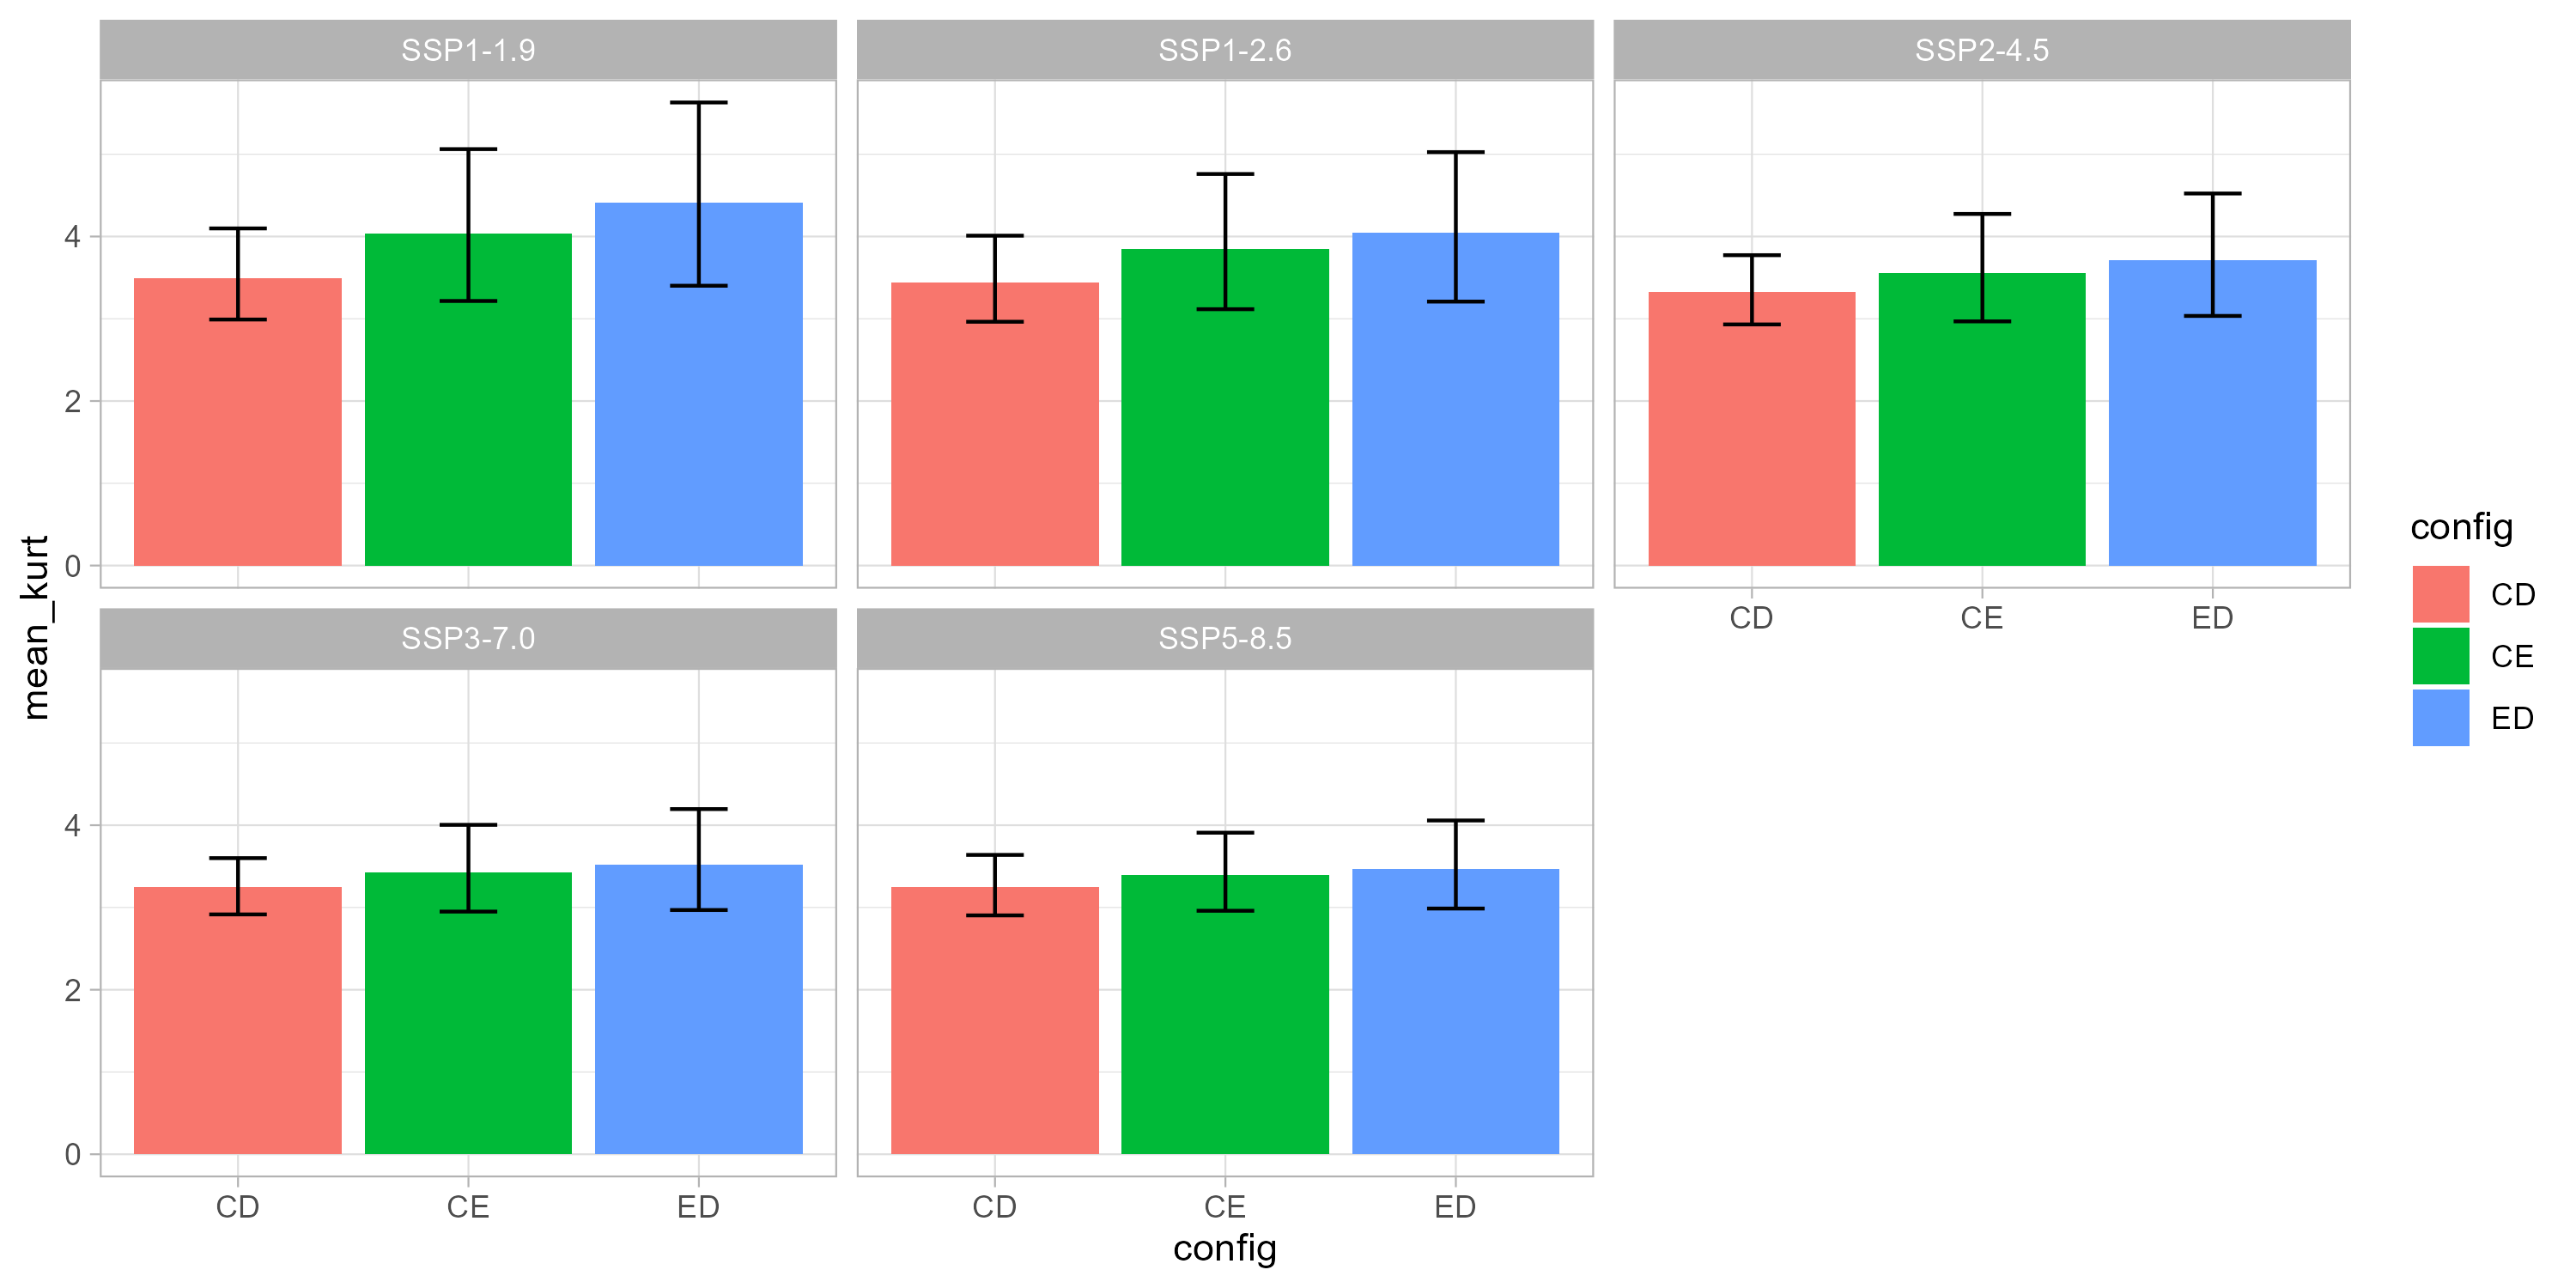 SSP1-1.9
SSP1-2.6
SSP2-4.5
4
2
0
CD
CE
ED
SSP3-7.0
SSP5-8.5
4
2
0
CD
CE
ED
CD
CE
ED
config
mean_kurt
config
CD
CE
ED